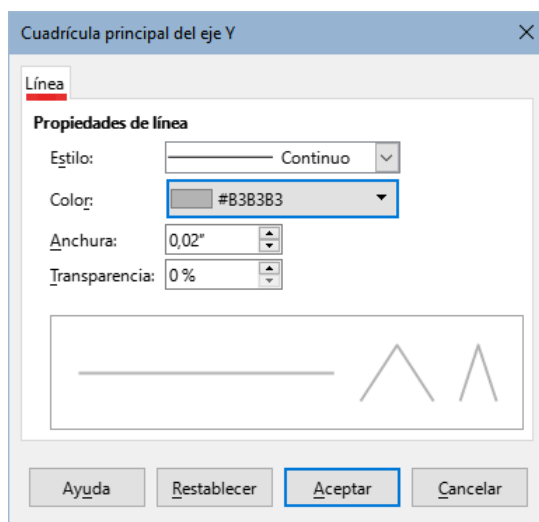 Cuadrícula principal del eje Y
Línea
Propiedades de línea
Estilo: Continuo
Color: #B3B3B3
Anchura: 0,02"
Transparencia: 0 %
Ayuda Restablecer Aceptar Cancelar